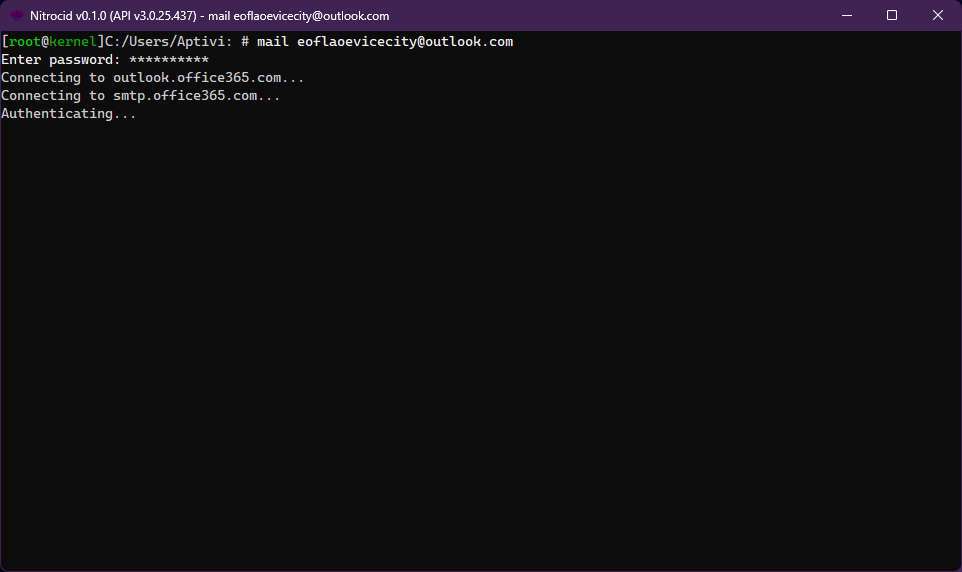 Nitrocid v0.1.0 (API v3.0.25.437) - mail eoflaoevicecity@outlook.com
[root@kernel]C:/Users/Aptivi: # mail eoflaoevicecity@outlook.com
Enter password: **********
Connecting to outlook.office365.com...
Connecting to smtp.office365.com...
Authenticating...